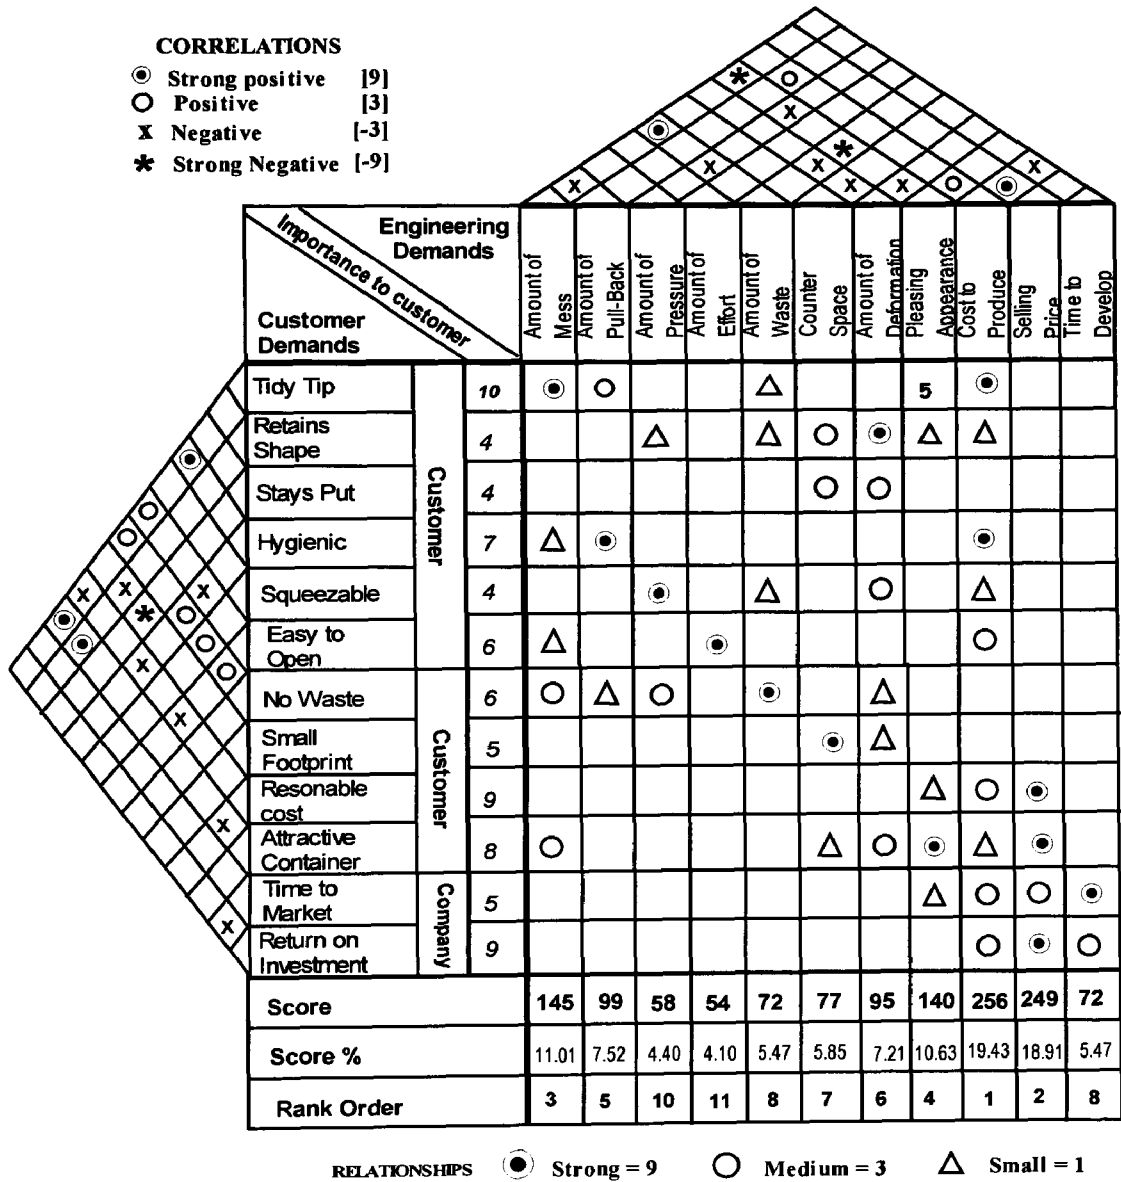 CORRELATIONS
Strong positive [9]
Positive [3]
x Negative [-3]
* Strong Negative [-9]
Engineering
Demands
Importance to customer
Customer
Demands
Amount of
Mess
Amount of
Pull-Back
Amount of
Pressure
Amount of
Effort
Amount of
Waste
Counter
Space
Amount of
Deformation
Pleasing
Appearance
Cost to
Produce
Selling
Price
Time to
Develop
Customer
Customer
Company
Tidy Tip 10 5
Retains
Shape 4
Stays Put 4
Hygienic 7
Squeezable 4
Easy to
Open 6
No Waste 6
Small
Footprint 5
Resonable
cost 9
Attractive
Container 8
Time to
Market 5
Return on
Investment 9
Score 145 99 58 54 72 77 95 140 256 249 72
Score % 11.01 7.52 4.40 4.10 5.47 5.85 7.21 10.63 19.43 18.91 5.47
Rank Order 3 5 10 11 8 7 6 4 1 2 8
RELATIONSHIPS Strong = 9 Medium = 3 Small = 1